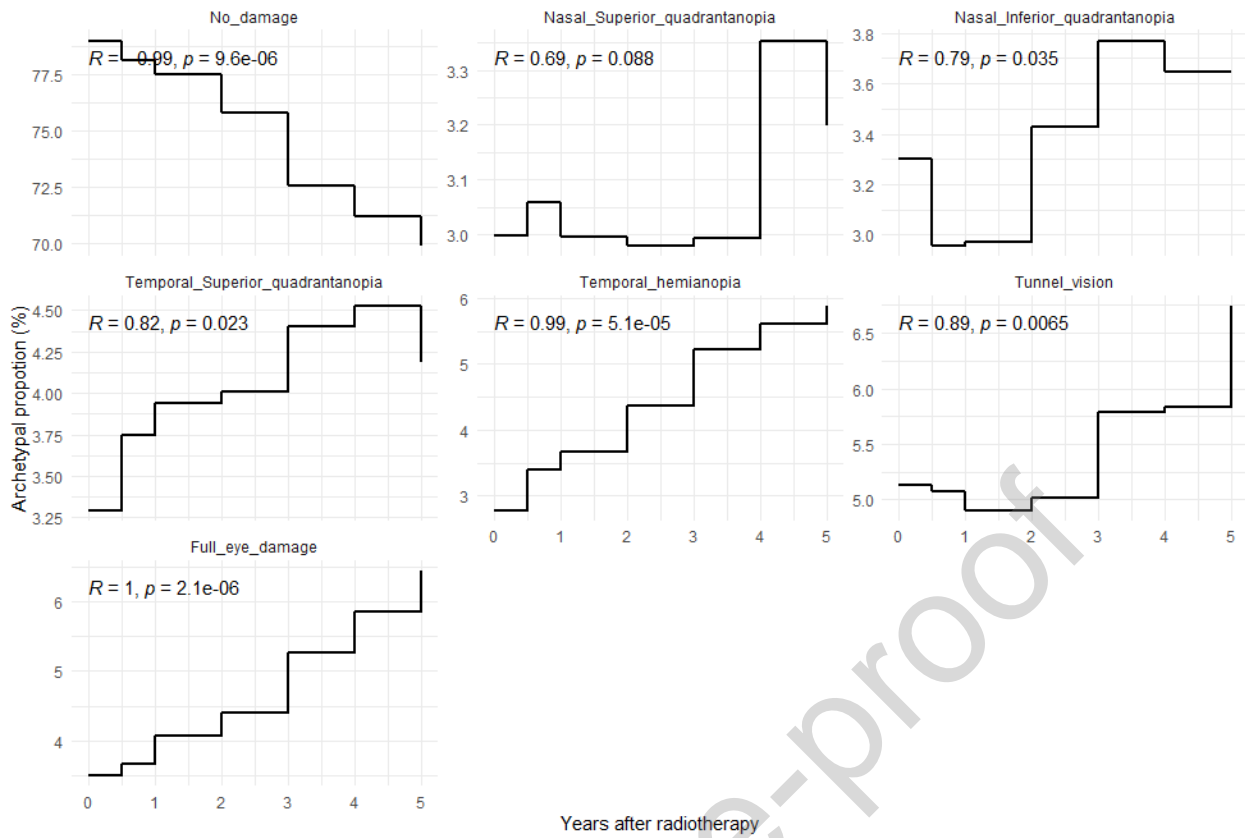 No_damage
Nasal_Superior_quadrantanopia
Nasal_Inferior_quadrantanopia
R = -0.99, p = 9.6e-06
R = 0.69, p = 0.088
R = 0.79, p = 0.035
77.5
75.0
72.5
70.0
3.3
3.2
3.1
3.0
3.8
3.6
3.4
3.2
3.0
Archetypal propotion (%)
Temporal_Superior_quadrantanopia
Temporal_hemianopia
Tunnel_vision
R = 0.82, p = 0.023
R = 0.99, p = 5.1e-05
R = 0.89, p = 0.0065
4.50
4.25
4.00
3.75
3.50
3.25
6
5
4
3
6.5
6.0
5.5
5.0
0 1 2 3 4 5
0 1 2 3 4 5
Full_eye_damage
R = 1, p = 2.1e-06
6
5
4
0 1 2 3 4 5
Years after radiotherapy
e-proof